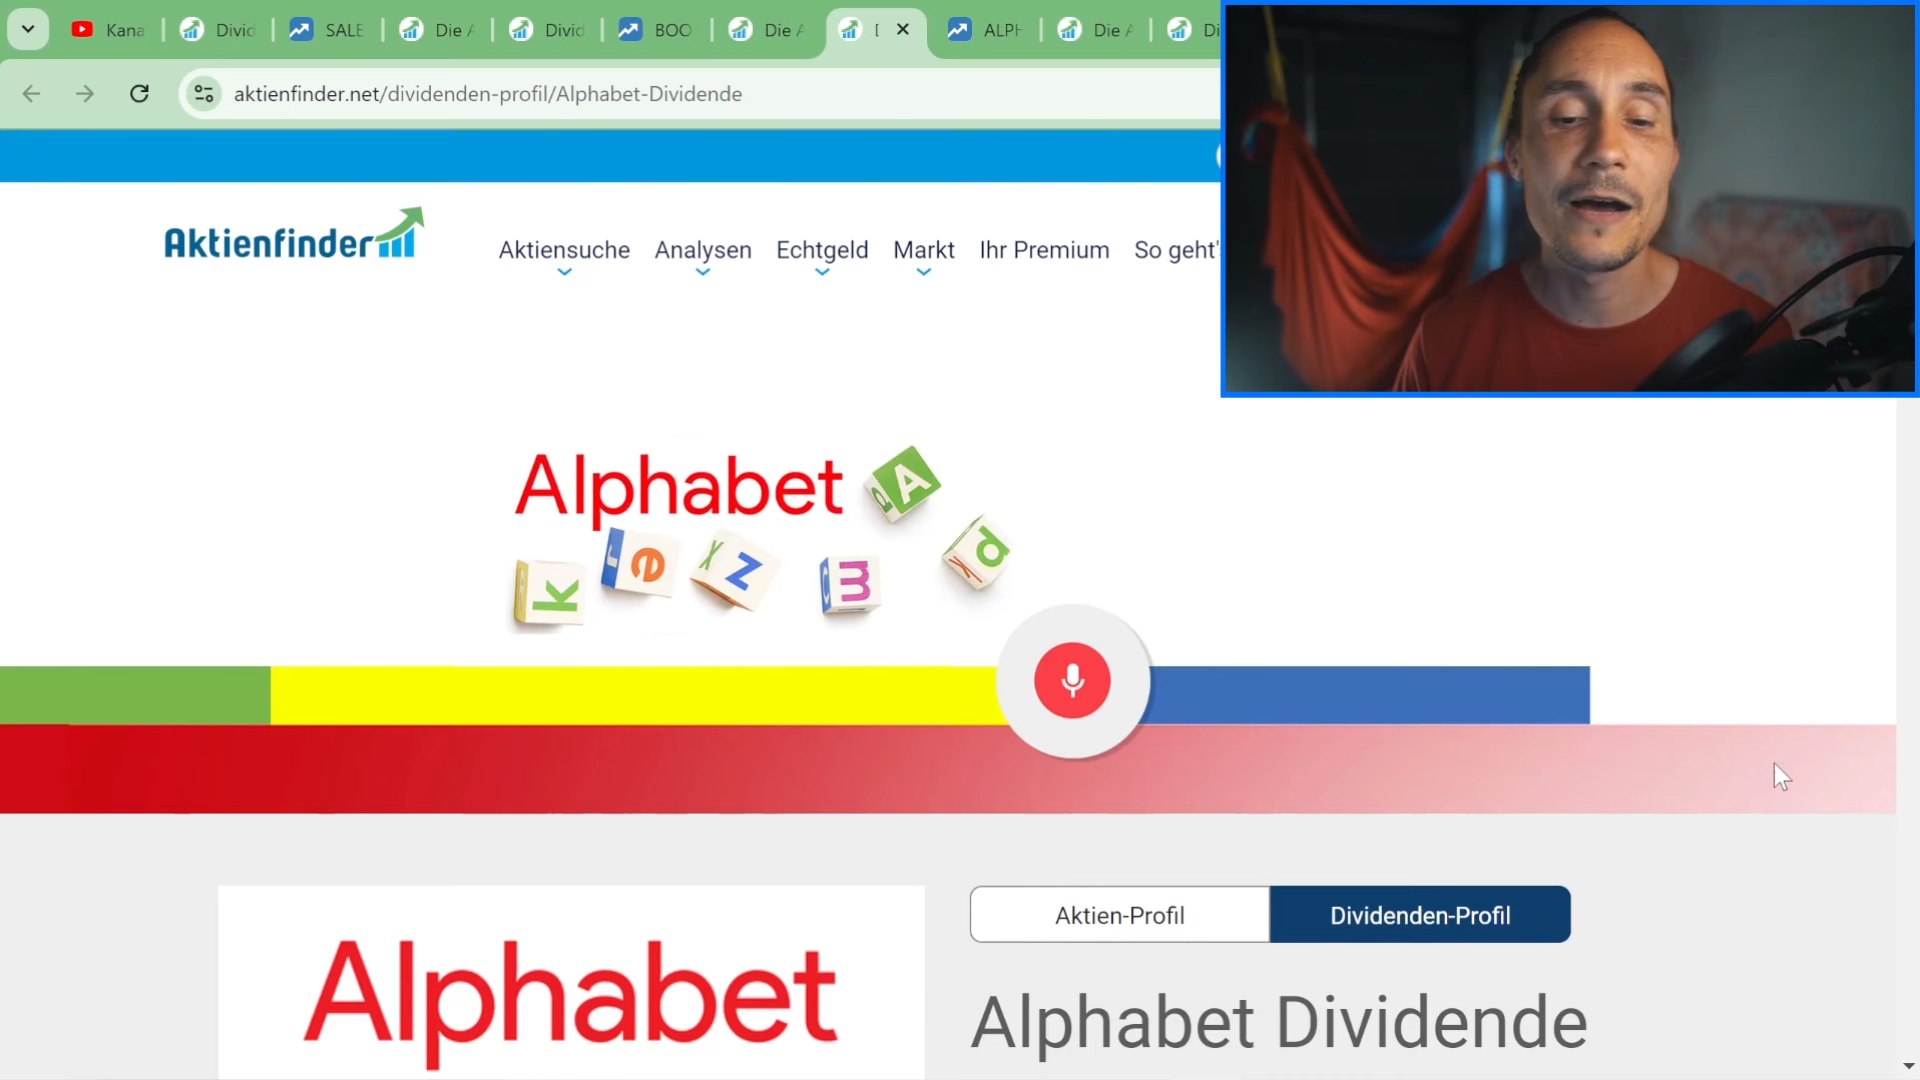 Kana
Divid
SALE
Die A
Divid
BOO
Die A
ALPH
Die A
Di
aktienfinder.net/dividenden-profil/Alphabet-Dividende
Aktienfinder
Aktiensuche
Analysen
Echtgeld
Markt
Ihr Premium
So geht'
Alphabet
A
k
e
X
Z
C
m
X
d
Aktien-Profil
Dividenden-Profil
Alphabet
Alphabet Dividende